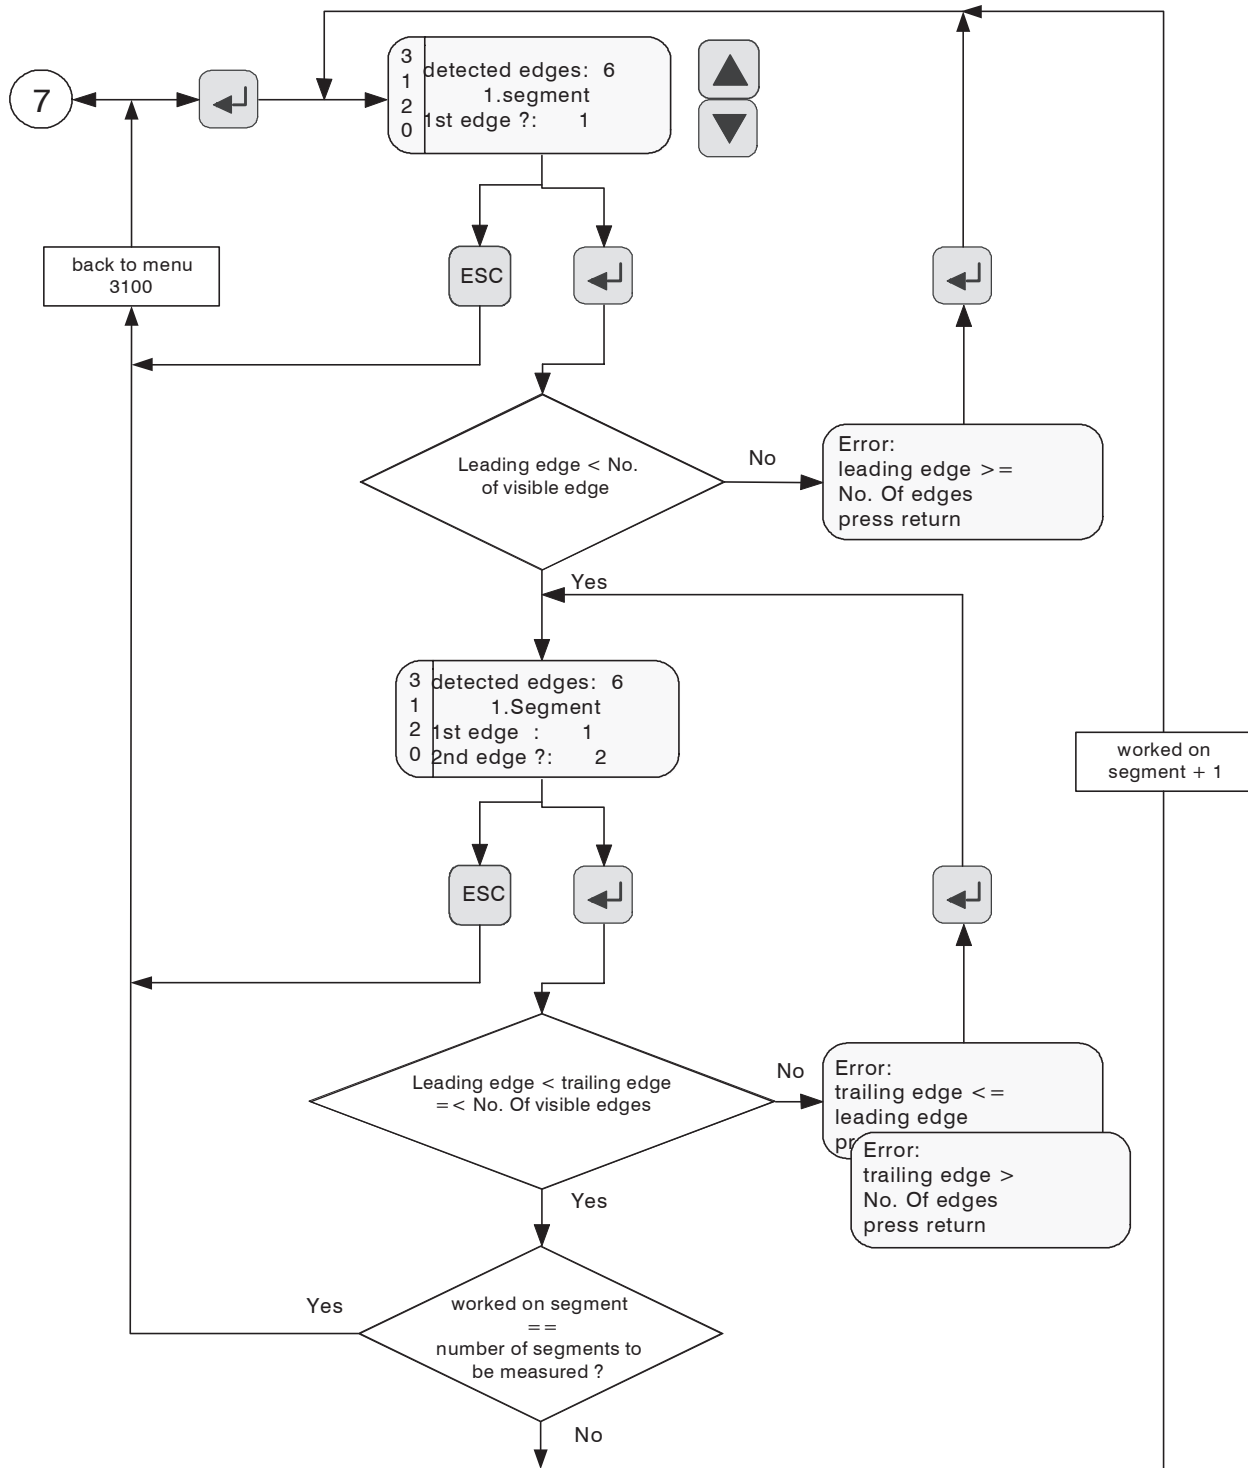 7
3
1
2
0
detected edges: 6
1.segment
1st edge ?: 1
ESC
back to menu
3100
Leading edge < No.
of visible edge
No
Error:
leading edge >=
No. Of edges
press return
Yes
3
1
2
0
detected edges: 6
1.Segment
1st edge : 1
2nd edge ?: 2
worked on
segment + 1
ESC
Leading edge < trailing edge
=< No. Of visible edges
No
Error:
trailing edge <=
leading edge
pr
Error:
trailing edge >
No. Of edges
press return
Yes
Yes
worked on segment
==
number of segments to
be measured ?
No